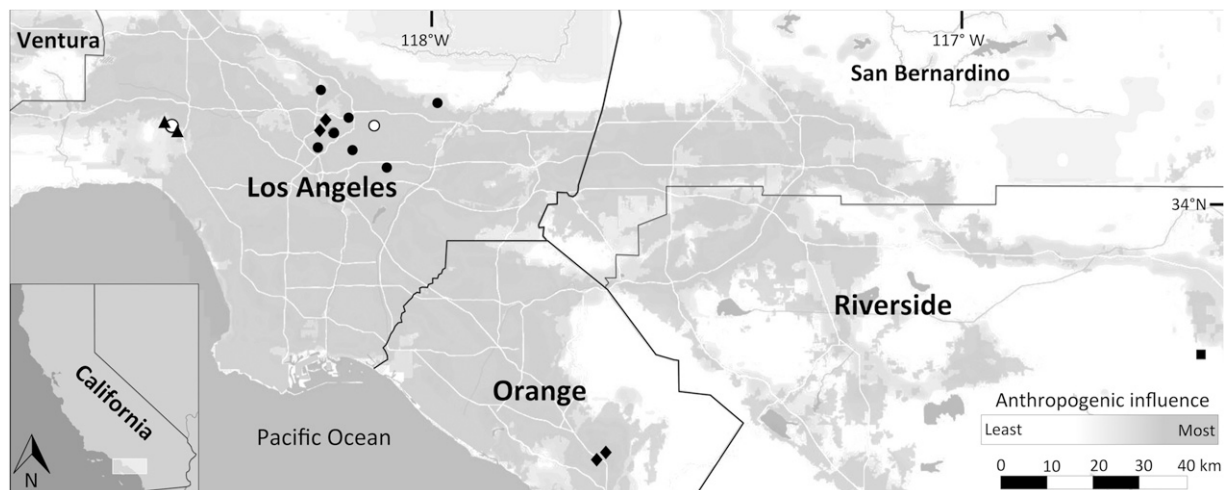 Ventura
118°W
117°W
San Bernardino
Los Angeles
34°N
Riverside
California
Orange
Pacific Ocean
Anthropogenic influence
Least Most
N
0 10 20 30 40 km